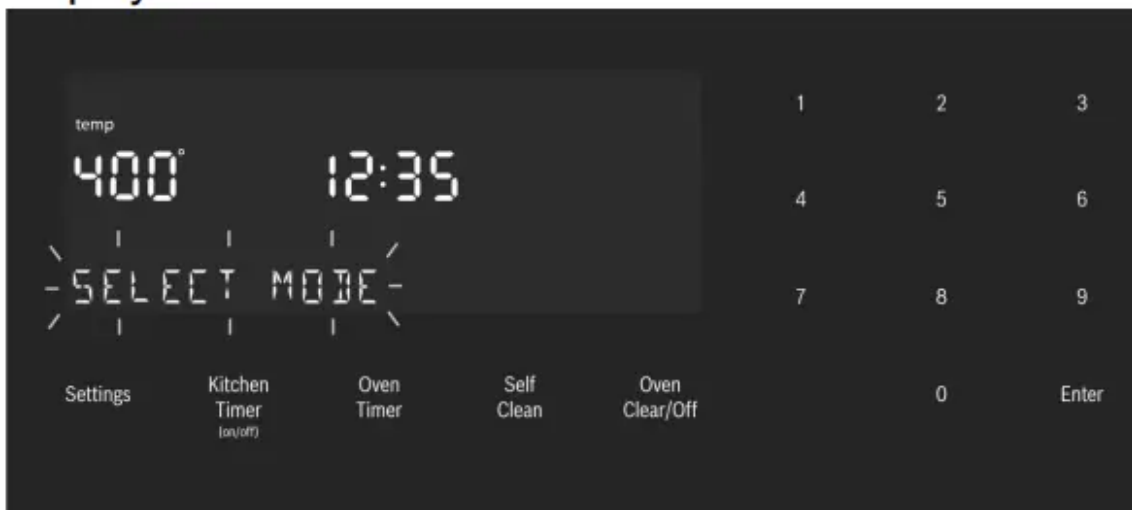 temp
400° 12:35
SELECT MODE
1 2 3
4 5 6
7 8 9
0 Enter
Settings
Kitchen Timer (on/off)
Oven Timer
Self Clean
Oven Clear/Off